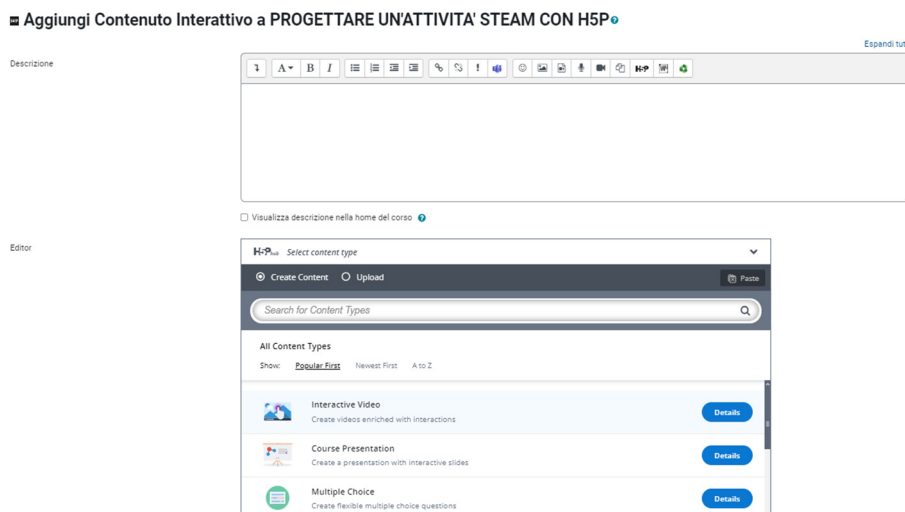 Aggiungi Contenuto Interattivo a PROGETTARE UN'ATTIVITA' STEAM CON H5P
Espandi tut
Descrizione
A B I
H-P
Visualizza descrizione nella home del corso
Editor
H5P Select content type
Create Content Upload Paste
Search for Content Types
All Content Types
Show: Popular First Newest First A to Z
Interactive Video
Create videos enriched with interactions
Details
Course Presentation
Create a presentation with interactive slides
Details
Multiple Choice
Create flexible multiple choice questions
Details